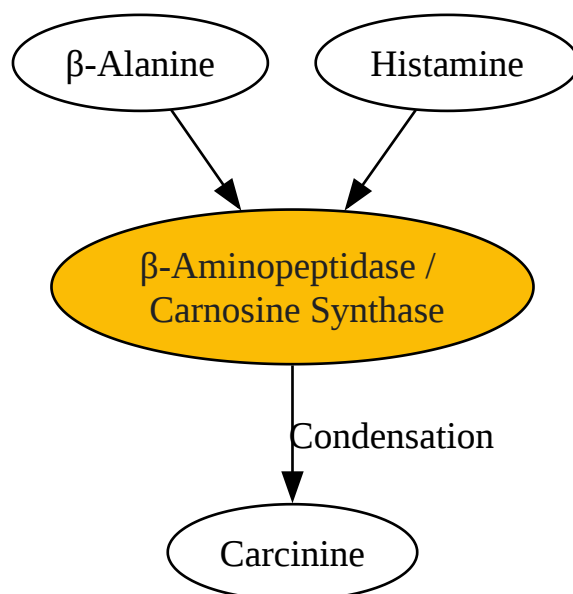 β-Alanine
Histamine
β-Aminopeptidase /
Carnosine Synthase
Condensation
Carcinine